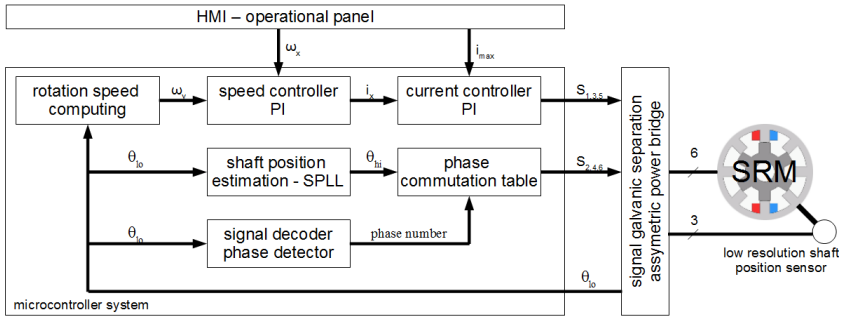 HMI – operational panel
ωx
imax
rotation speed
computing
ωy
speed controller
PI
ix
current controller
PI
S1,3,5
θlo
shaft position
estimation - SPLL
θhi
phase
commutation table
S2,4,6
θlo
signal decoder
phase detector
phase number
signal galvanic separation
assymetric power bridge
6
SRM
3
low resolution shaft
position sensor
θlo
microcontroller system